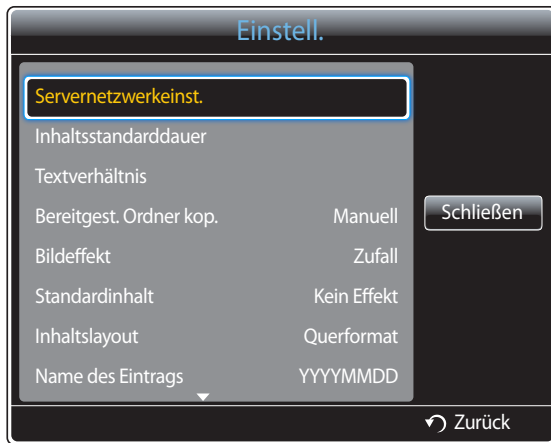 Einstell.
Servernetzwerkeinst.
Inhaltsstandarddauer
Textverhältnis
Bereitgest. Ordner kop. Manuell
Bildeffekt Zufall
Standardinhalt Kein Effekt
Inhaltslayout Querformat
Name des Eintrags YYYYMMDD
Schließen
Zurück